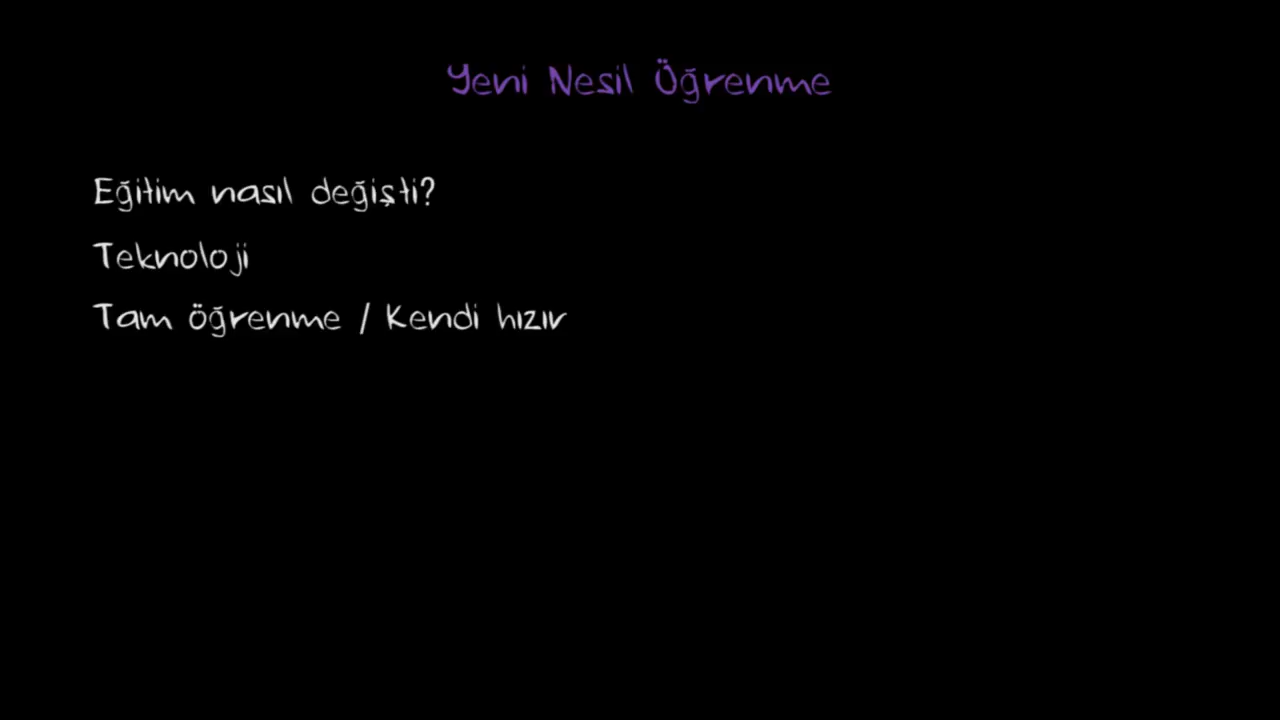 Yeni Nesil Öğrenme
Eğitim nasıl değişti?
Teknoloji
Tam öğrenme / Kendi hızır